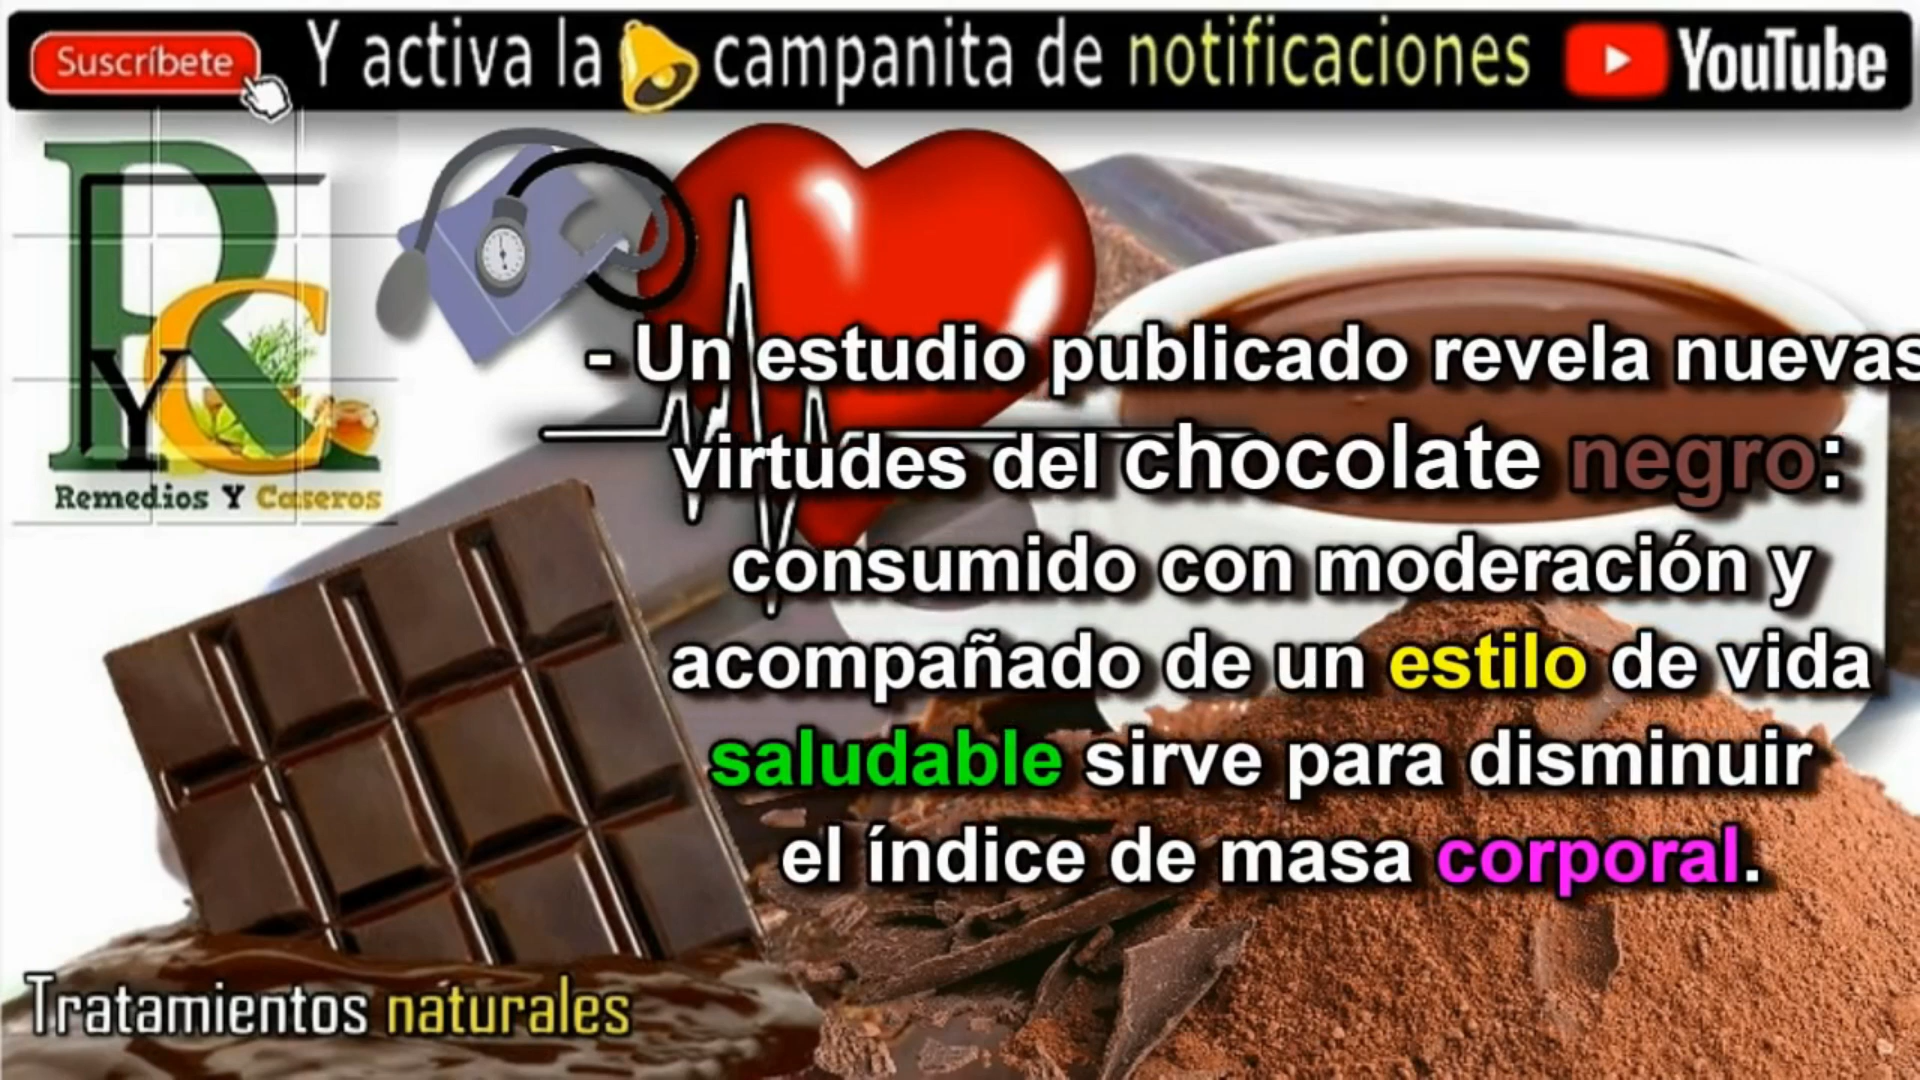 Suscríbete Y activa la campanita de notificaciones YouTube
RYC
Remedios Y Caseros
- Un estudio publicado revela nuevas
virtudes del chocolate negro:
consumido con moderación y
acompañado de un estilo de vida
saludable sirve para disminuir
el índice de masa corporal.
Tratamientos naturales